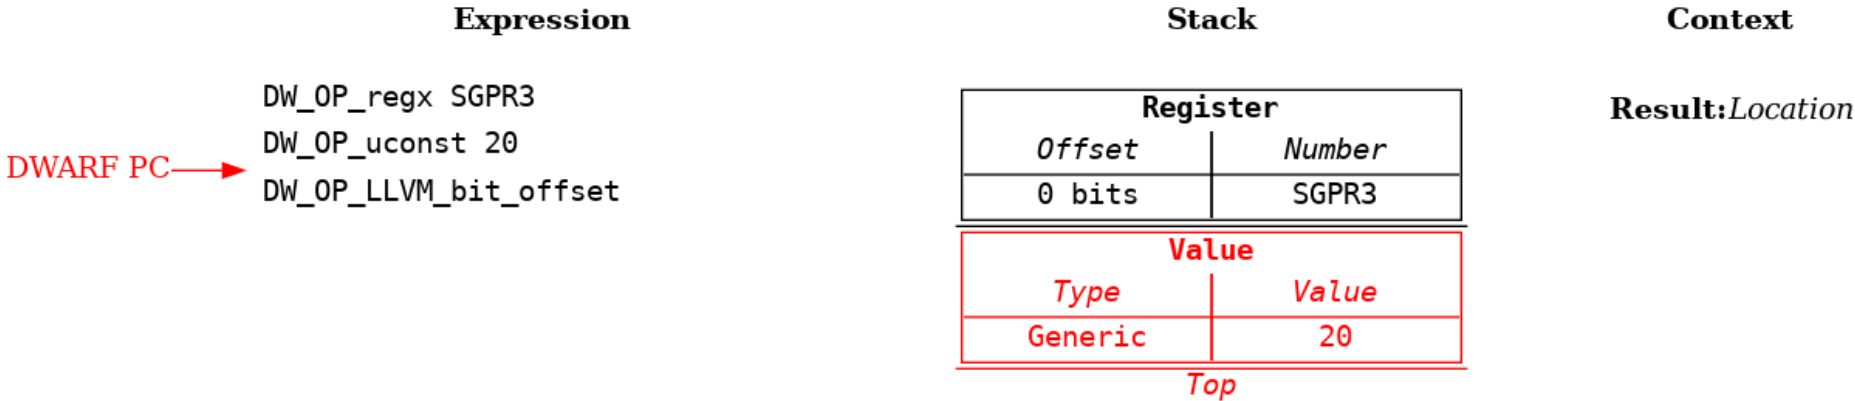 Expression Stack Context
DW_OP_regx SGPR3
DW_OP_uconst 20
DWARF PC
DW_OP_LLVM_bit_offset
Register
Offset Number
0 bits SGPR3
Value
Type Value
Generic 20
Top
Result:Location